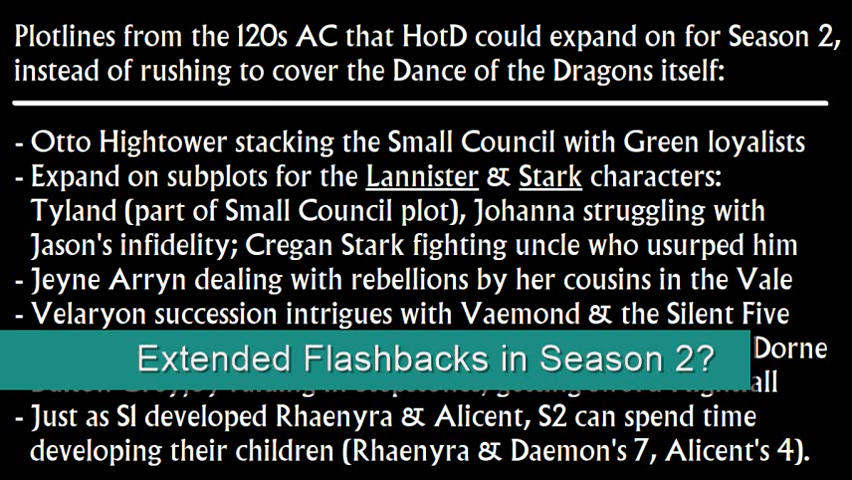 Plotlines from the 120s AC that HotD could expand on for Season 2,
instead of rushing to cover the Dance of the Dragons itself:
- Otto Hightower stacking the Small Council with Green loyalists
- Expand on subplots for the Lannister & Stark characters:
Tyland (part of Small Council plot), Johanna struggling with
Jason's infidelity; Cregan Stark fighting uncle who usurped him
- Jeyne Arryn dealing with rebellions by her cousins in the Vale
- Velaryon succession intrigues with Vaemond & the Silent Five
Dorne
Extended Flashbacks in Season 2?
- Just as S1 developed Rhaenyra & Alicent, S2 can spend time
developing their children (Rhaenyra & Daemon's 7, Alicent's 4).